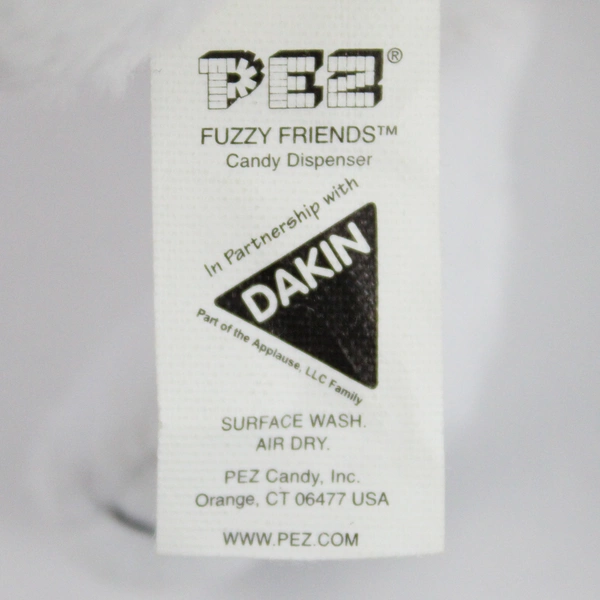 PEZ®
FUZZY FRIENDS™
Candy Dispenser
In Partnership with
DAKIN
Part of the Applause, LLC Family
SURFACE WASH.
AIR DRY.
PEZ Candy, Inc.
Orange, CT 06477 USA
WWW.PEZ.COM